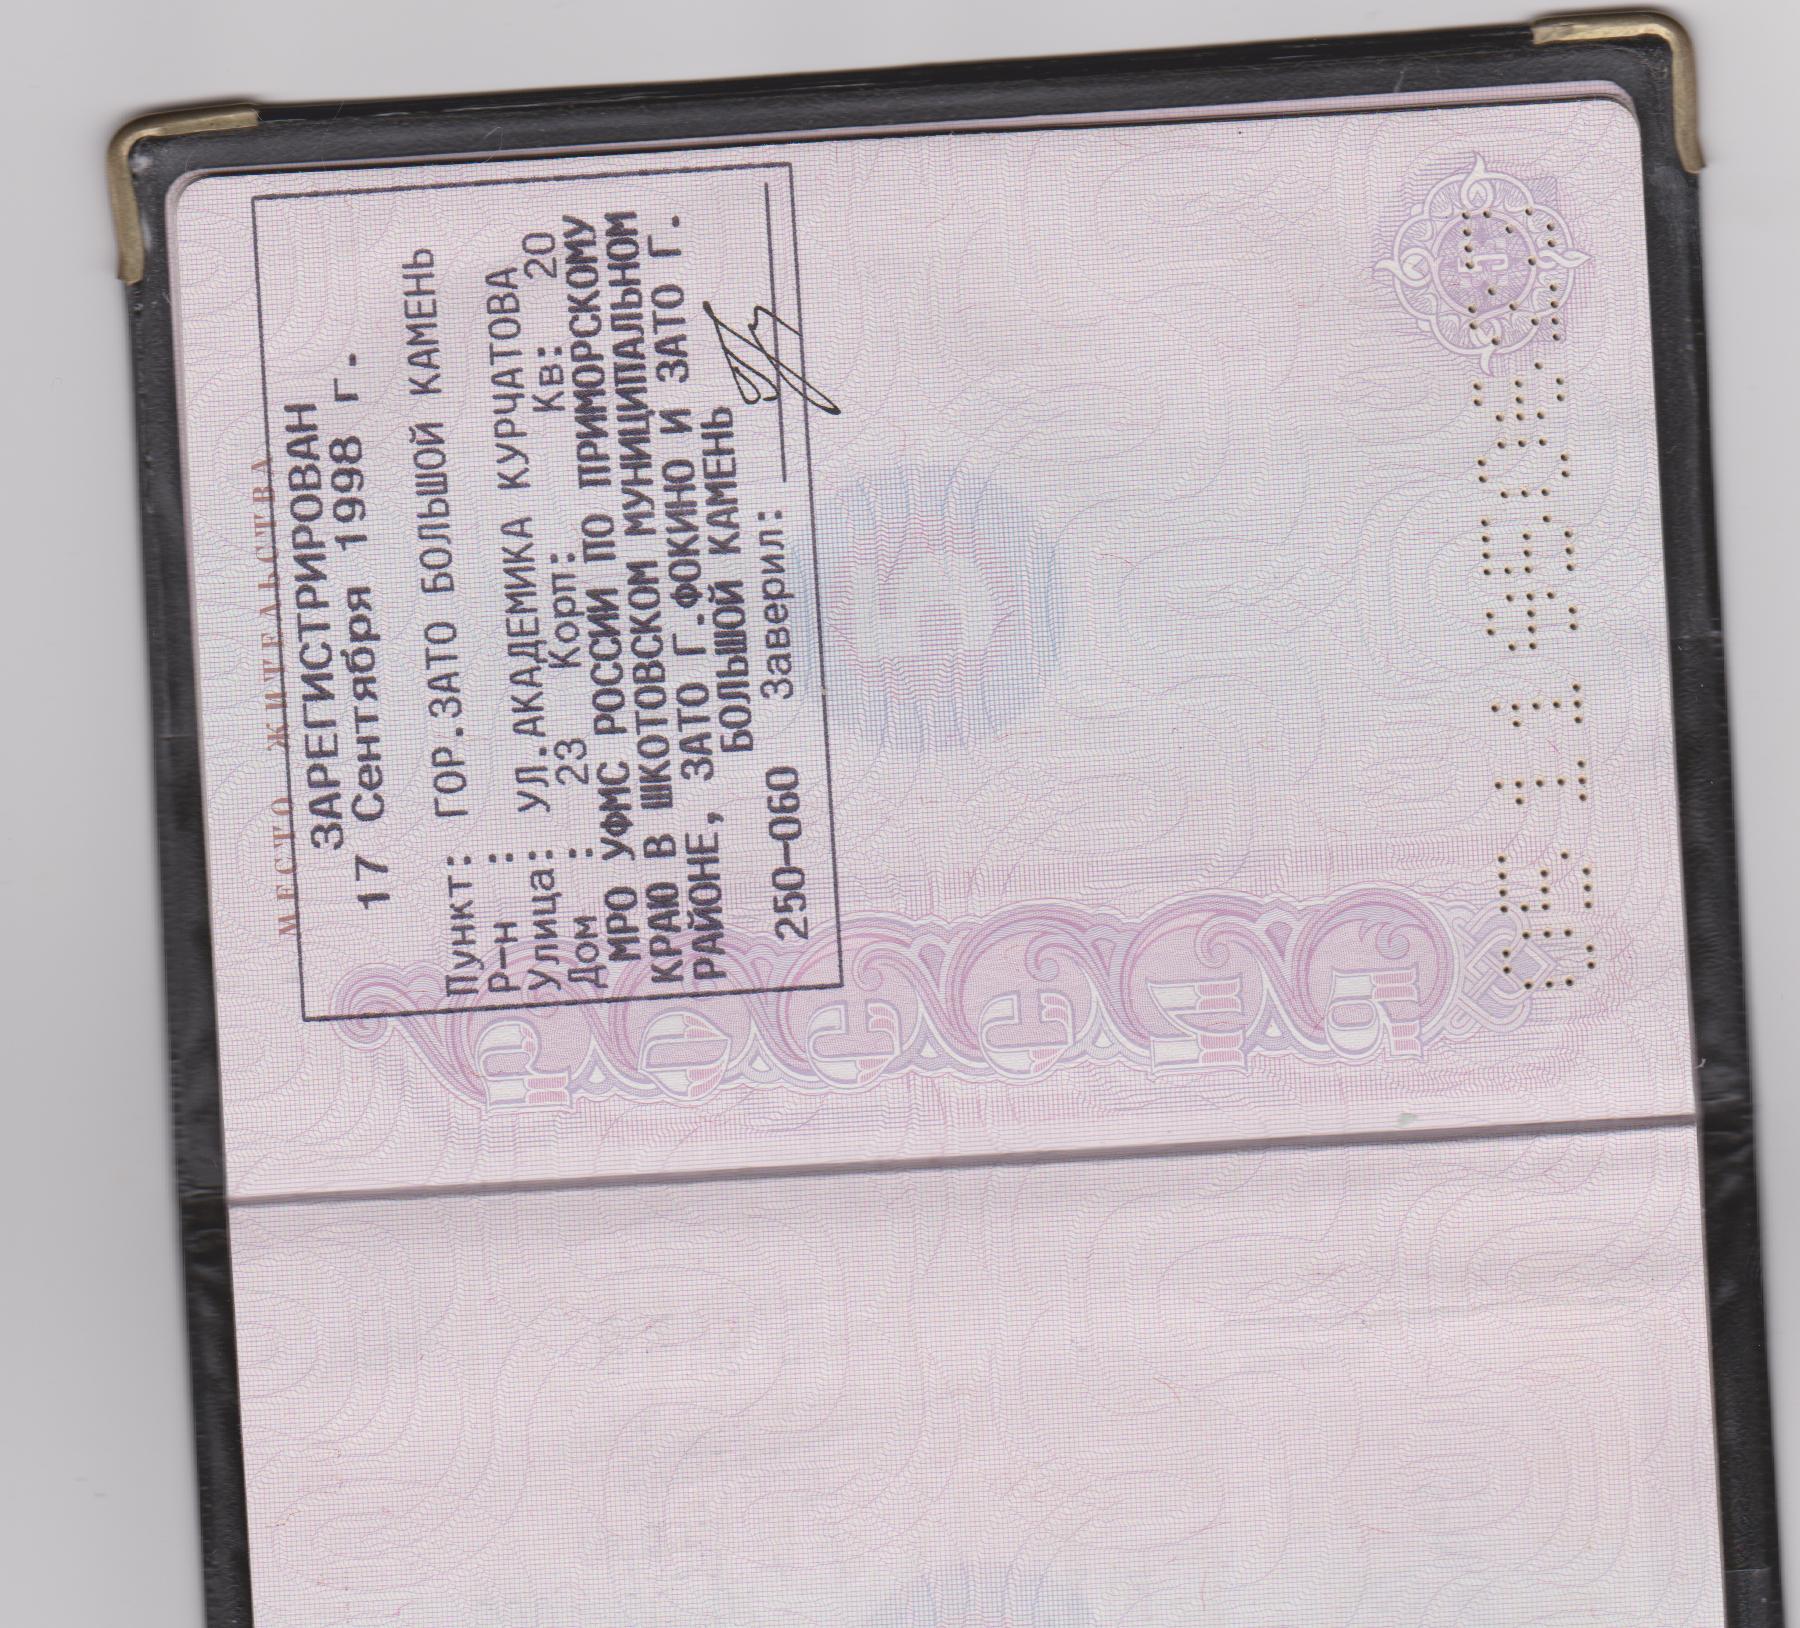 МЕСТО ЖИТЕЛЬСТВА
ЗАРЕГИСТРИРОВАН
17 Сентября 1998 г.
Пункт: ГОР.ЗАТО БОЛЬШОЙ КАМЕНЬ
Р-н :
Улица: УЛ.АКАДЕМИКА КУРЧАТОВА
Дом : 23 Корп: Кв: 20
МРО УФМС РОССИИ ПО ПРИМОРСКОМУ
КРАЮ В ШКОТОВСКОМ МУНИЦИПАЛЬНОМ
РАЙОНЕ, ЗАТО Г.ФОКИНО И ЗАТО Г.
БОЛЬШОЙ КАМЕНЬ
250-060 Заверил:
Россия